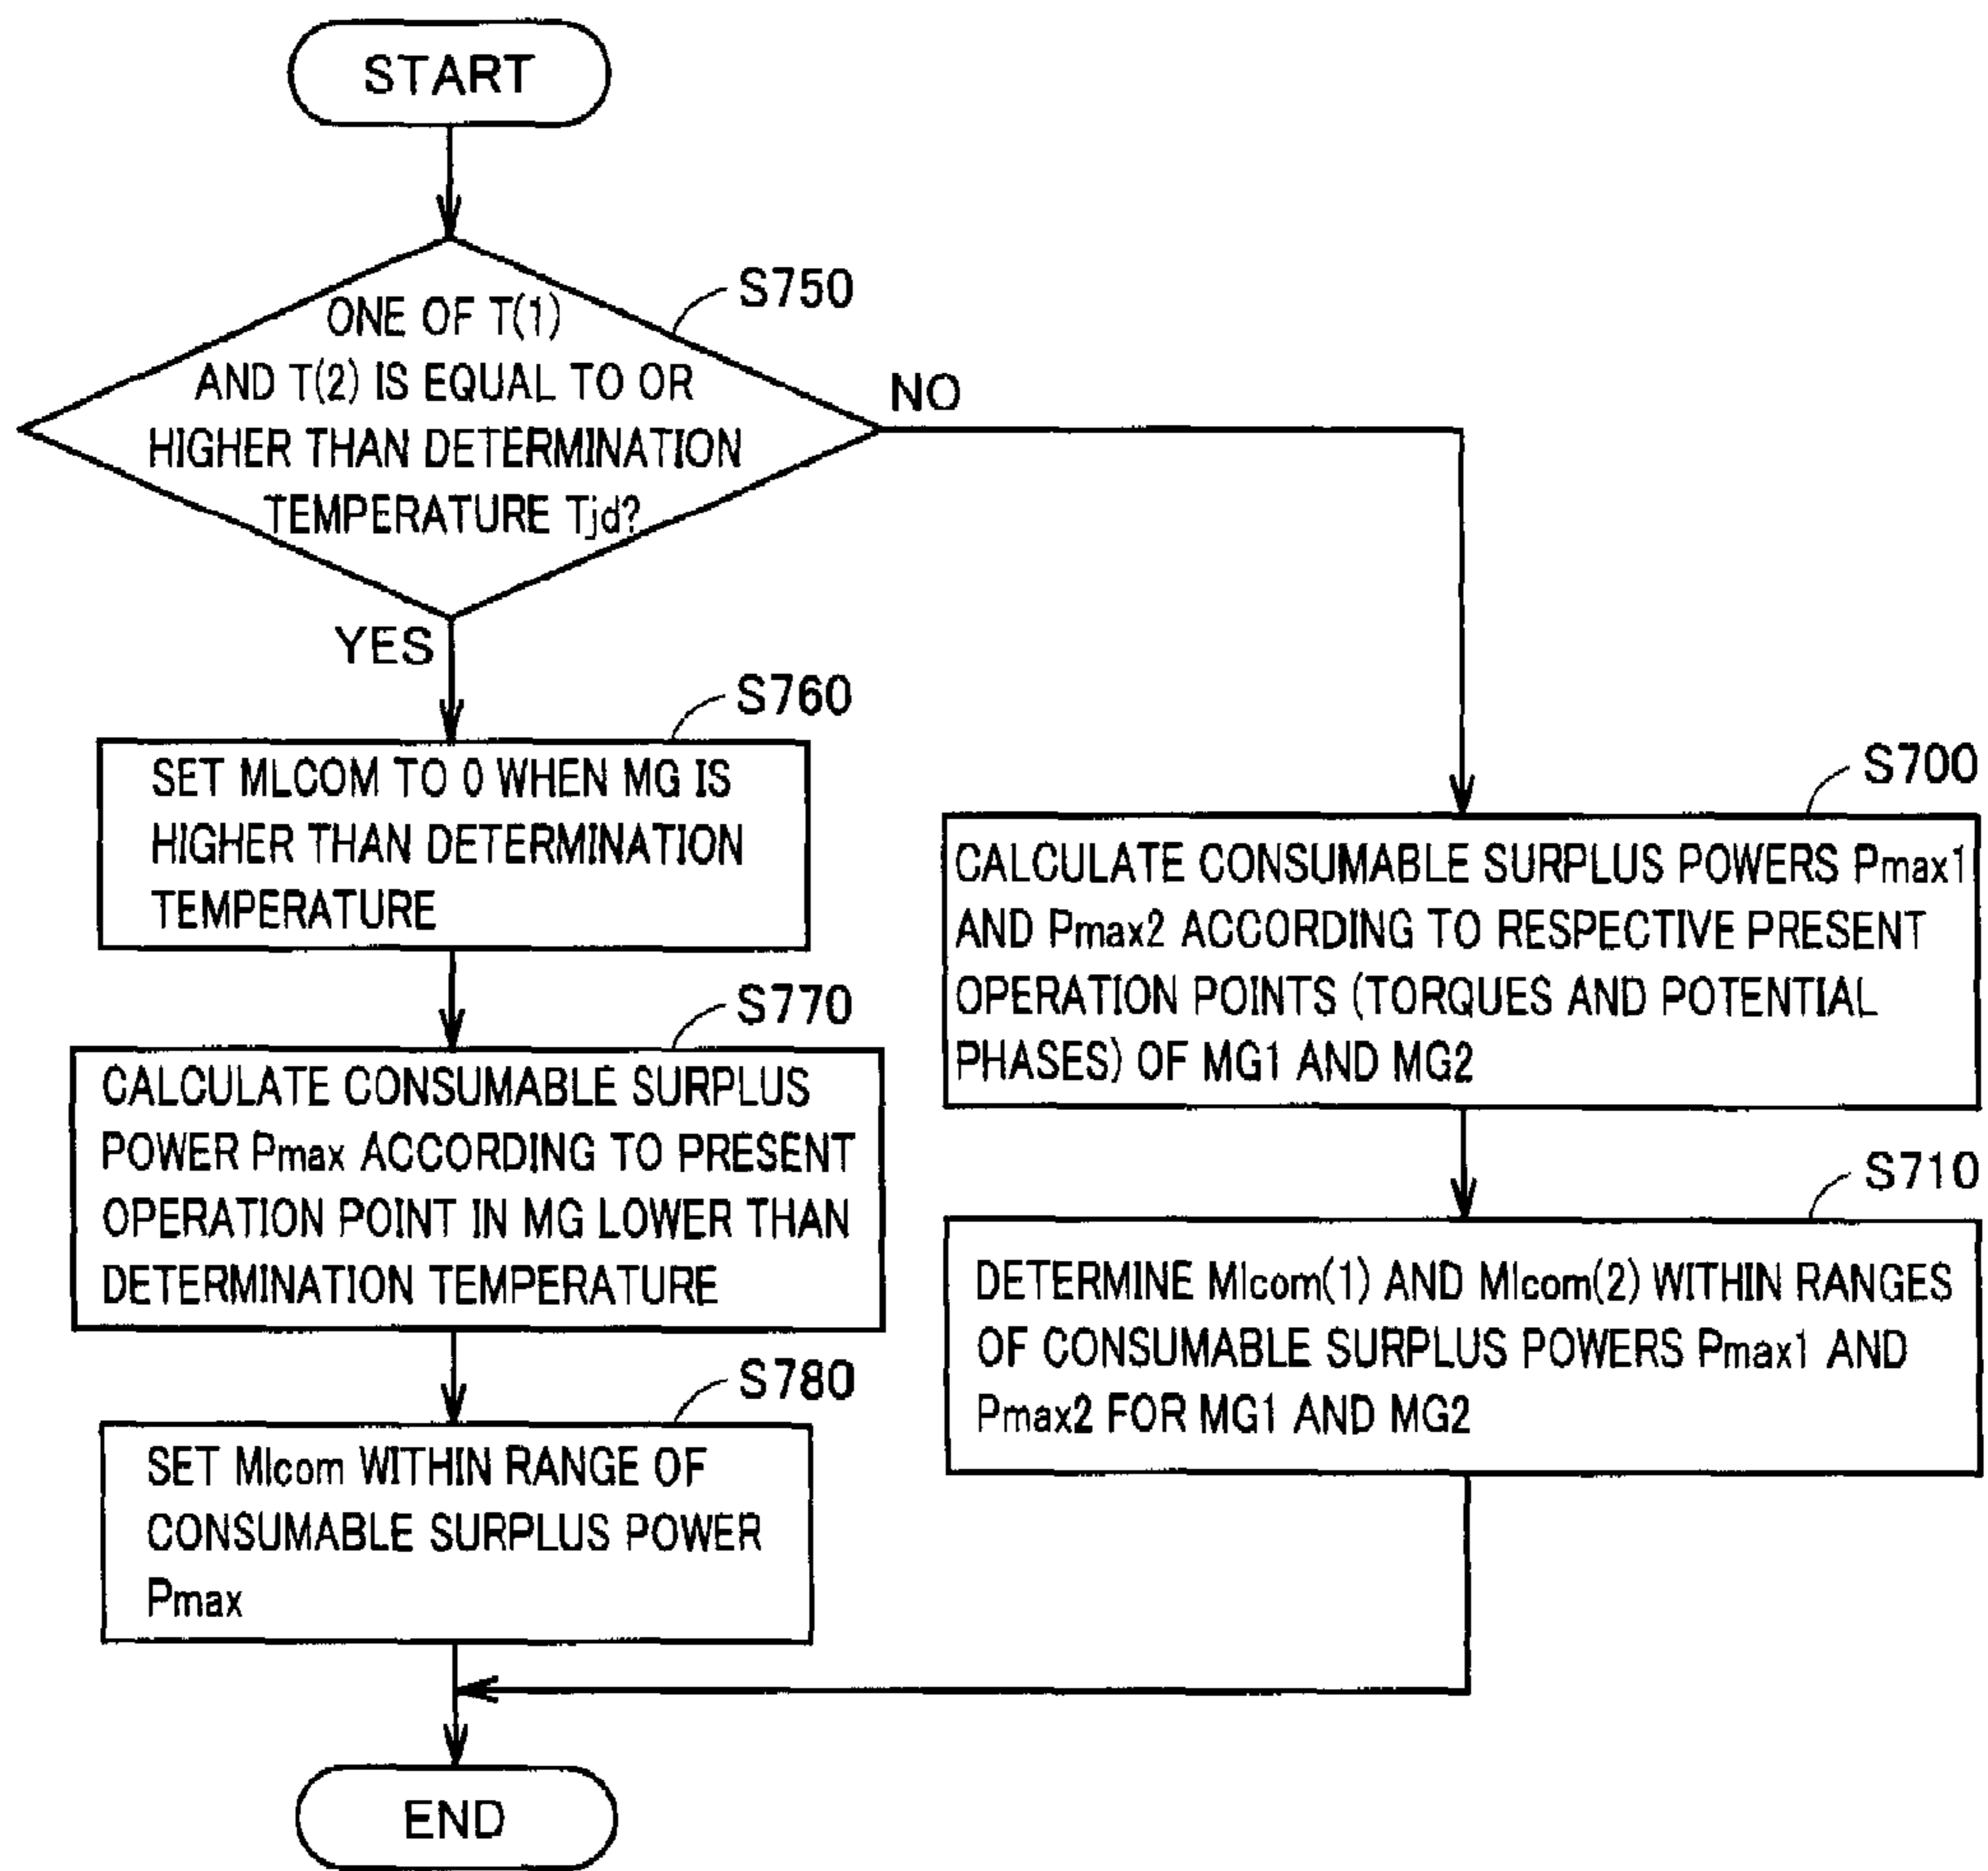 START
S750
ONE OF T(1)
AND T(2) IS EQUAL TO OR
HIGHER THAN DETERMINATION
TEMPERATURE Tjd?
NO
YES
S760
SET MLCOM TO 0 WHEN MG IS
HIGHER THAN DETERMINATION
TEMPERATURE
S770
CALCULATE CONSUMABLE SURPLUS
POWER Pmax ACCORDING TO PRESENT
OPERATION POINT IN MG LOWER THAN
DETERMINATION TEMPERATURE
S780
SET Mlcom WITHIN RANGE OF
CONSUMABLE SURPLUS POWER
Pmax
S700
CALCULATE CONSUMABLE SURPLUS POWERS Pmax1
AND Pmax2 ACCORDING TO RESPECTIVE PRESENT
OPERATION POINTS (TORQUES AND POTENTIAL
PHASES) OF MG1 AND MG2
S710
DETERMINE Mlcom(1) AND Mlcom(2) WITHIN RANGES
OF CONSUMABLE SURPLUS POWERS Pmax1 AND
Pmax2 FOR MG1 AND MG2
END